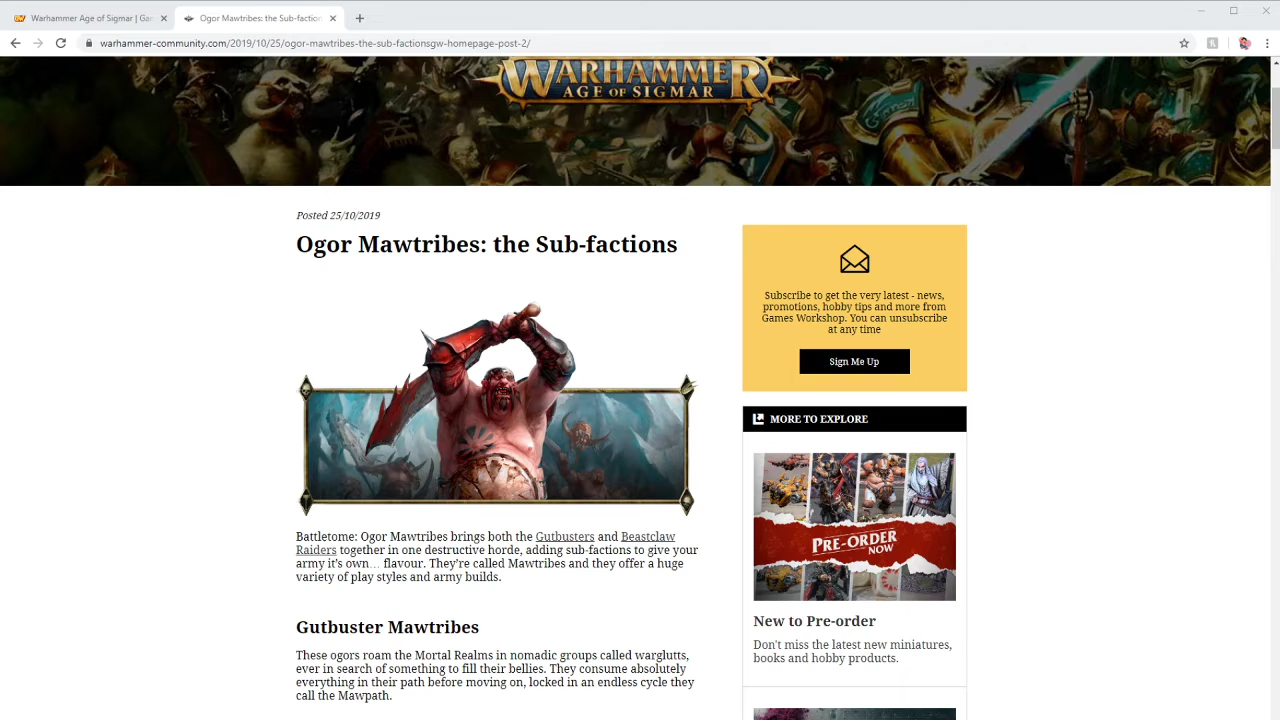 Warhammer Age of Sigmar | Ga
Ogor Mawtribes: the Sub-faction
warhammer-community.com/2019/10/25/ogor-mawtribes-the-sub-factionsgw-homepage-post-2/
WARHAMMER
AGE OF SIGMAR
Posted 25/10/2019
Ogor Mawtribes: the Sub-factions
Battletome: Ogor Mawtribes brings both the Gutbusters and Beastclaw
Raiders together in one destructive horde, adding sub-factions to give your
army it's own… flavour. They're called Mawtribes and they offer a huge
variety of play styles and army builds.
Gutbuster Mawtribes
These ogors roam the Mortal Realms in nomadic groups called warglutts,
ever in search of something to fill their bellies. They consume absolutely
everything in their path before moving on, locked in an endless cycle they
call the Mawpath.
Subscribe to get the very latest - news,
promotions, hobby tips and more from
Games Workshop. You can unsubscribe
at any time
Sign Me Up
MORE TO EXPLORE
PRE-ORDER
NOW
New to Pre-order
Don't miss the latest new miniatures,
books and hobby products.